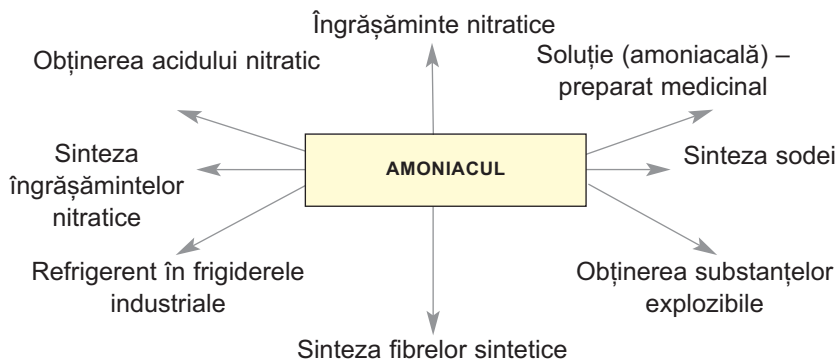 Îngrășăminte nitratice
Obținerea acidului nitratic
Soluție (amoniacală) –
preparat medicinal
Sinteza
îngrășămintelor
nitratice
AMONIACUL
Sinteza sodei
Refrigerent în frigiderele
industriale
Obținerea substanțelor
explozibile
Sinteza fibrelor sintetice